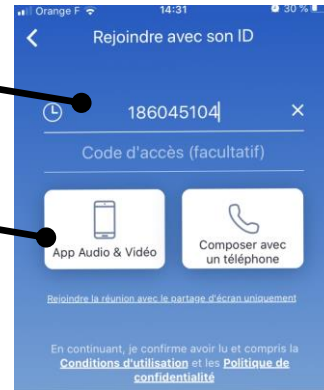 Orange F 14:31 30 %
Rejoindre avec son ID
186045104
Code d'accès (facultatif)
App Audio & Vidéo
Composer avec
un téléphone
Rejoindre la réunion avec le partage d'écran uniquement
En continuant, je confirme avoir lu et compris la
Conditions d'utilisation et les Politique de
confidentialité